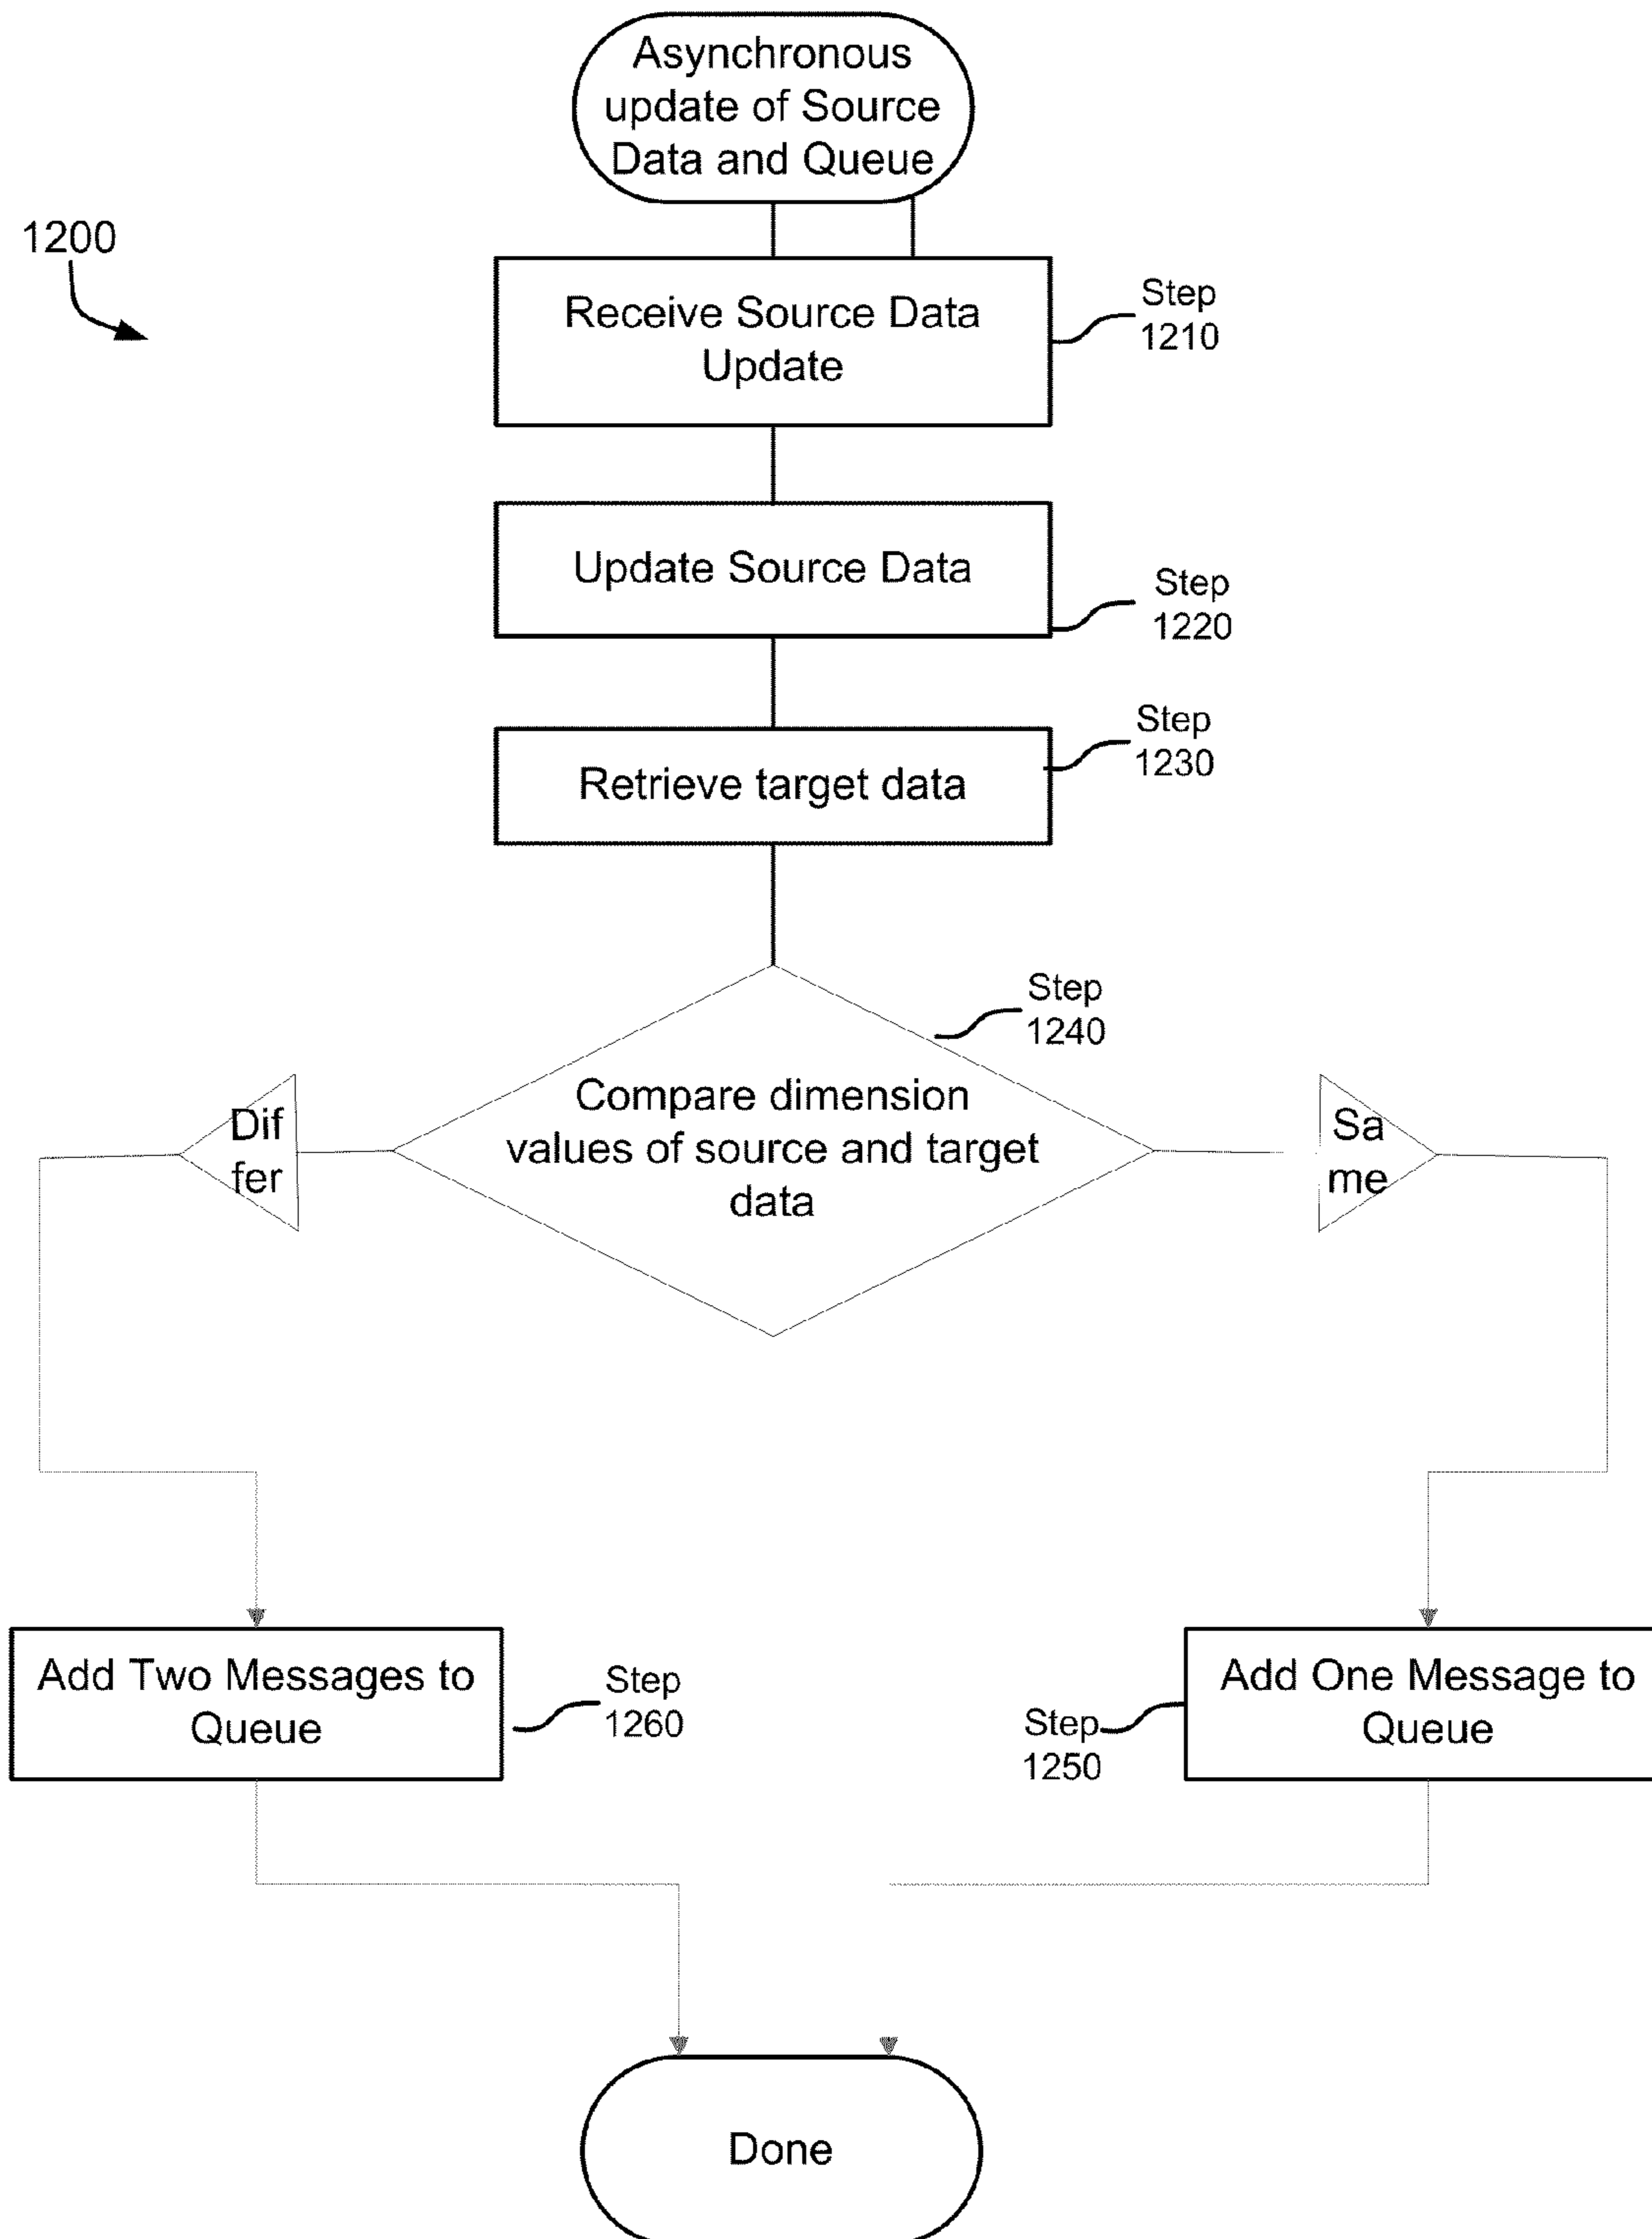 Asynchronous
update of Source
Data and Queue
1200
Receive Source Data
Update
Step
1210
Update Source Data
Step
1220
Retrieve target data
Step
1230
Step
1240
Compare dimension
values of source and target
data
Dif
fer
Sa
me
Add Two Messages to
Queue
Step
1260
Step
1250
Add One Message to
Queue
Done